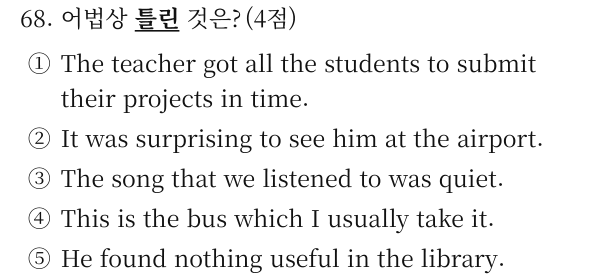 68. 어법상 틀린 것은?(4점)
① The teacher got all the students to submit
their projects in time.
② It was surprising to see him at the airport.
③ The song that we listened to was quiet.
④ This is the bus which I usually take it.
⑤ He found nothing useful in the library.